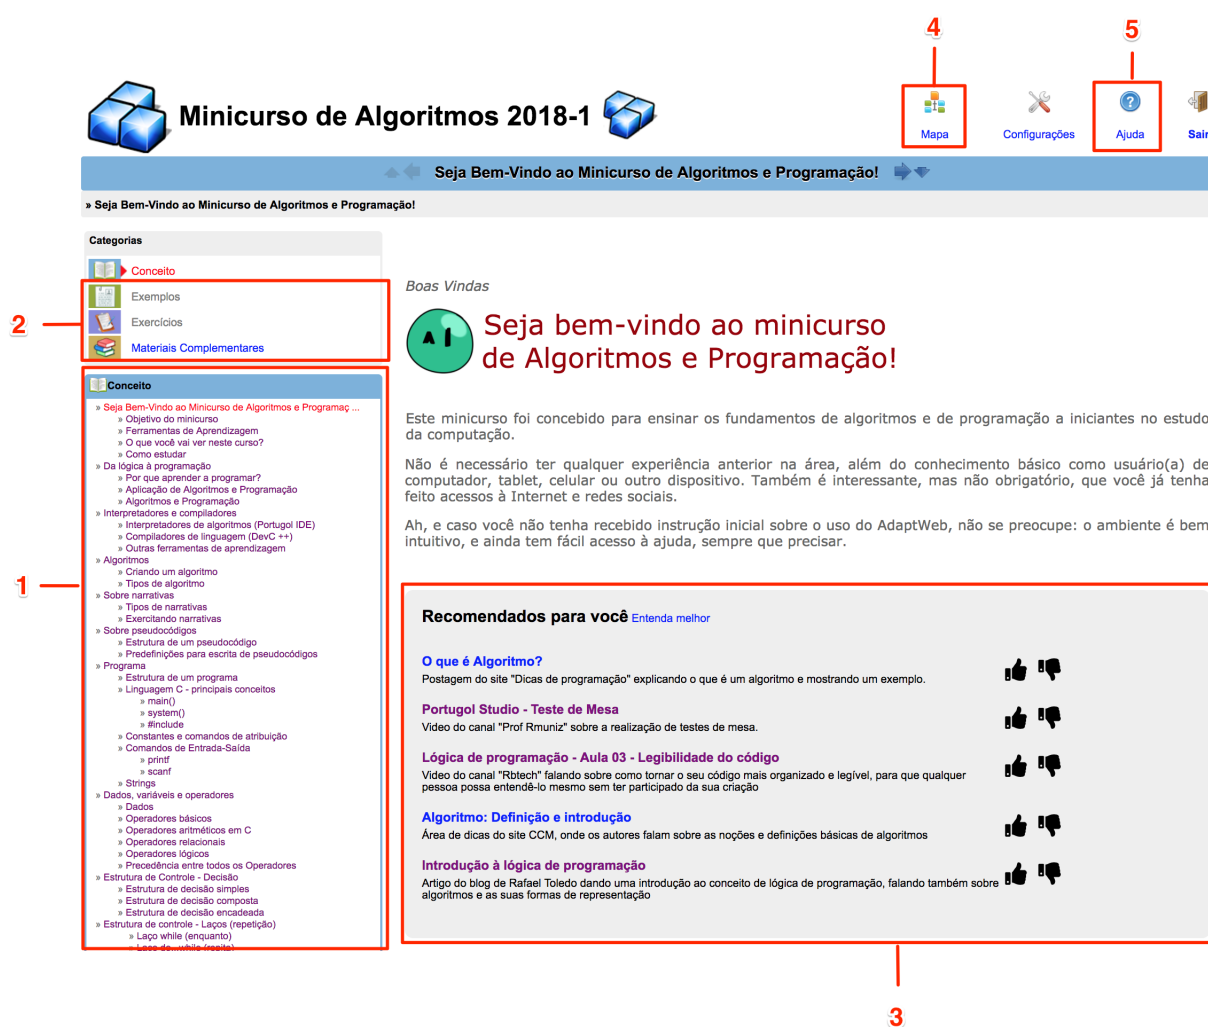 4
5
Minicurso de Algoritmos 2018-1
Mapa
Configurações
Ajuda
Sair
Seja Bem-Vindo ao Minicurso de Algoritmos e Programação!
» Seja Bem-Vindo ao Minicurso de Algoritmos e Programação!
Categorias
Conceito
2
Exemplos
Exercícios
Materiais Complementares
1
Conceito
» Seja Bem-Vindo ao Minicurso de Algoritmos e Programaç ...
» Objetivo do minicurso
» Ferramentas de Aprendizagem
» O que você vai ver neste curso?
» Como estudar
» Da lógica à programação
» Por que aprender a programar?
» Aplicação de Algoritmos e Programação
» Algoritmos e Programação
» Interpretadores e compiladores
» Interpretadores de algoritmos (Portugol IDE)
» Compiladores de linguagem (DevC ++)
» Outras ferramentas de aprendizagem
» Algoritmos
» Criando um algoritmo
» Tipos de algoritmo
» Sobre narrativas
» Tipos de narrativas
» Exercitando narrativas
» Sobre pseudocódigos
» Estrutura de um pseudocódigo
» Predefinições para escrita de pseudocódigos
» Programa
» Estrutura de um programa
» Linguagem C - principais conceitos
» main()
» system()
» #include
» Constantes e comandos de atribuição
» Comandos de Entrada-Saída
» printf
» scanf
» Strings
» Dados, variáveis e operadores
» Dados
» Operadores básicos
» Operadores aritméticos em C
» Operadores relacionais
» Operadores lógicos
» Precedência entre todos os Operadores
» Estrutura de Controle - Decisão
» Estrutura de decisão simples
» Estrutura de decisão composta
» Estrutura de decisão encadeada
» Estrutura de controle - Laços (repetição)
» Laço while (enquanto)
» Laço do...while (repita)
Boas Vindas
Seja bem-vindo ao minicurso
de Algoritmos e Programação!
Este minicurso foi concebido para ensinar os fundamentos de algoritmos e de programação a iniciantes no estudo
da computação.
Não é necessário ter qualquer experiência anterior na área, além do conhecimento básico como usuário(a) de
computador, tablet, celular ou outro dispositivo. Também é interessante, mas não obrigatório, que você já tenha
feito acessos à Internet e redes sociais.
Ah, e caso você não tenha recebido instrução inicial sobre o uso do AdaptWeb, não se preocupe: o ambiente é bem
intuitivo, e ainda tem fácil acesso à ajuda, sempre que precisar.
Recomendados para você Entenda melhor
O que é Algoritmo?
Postagem do site "Dicas de programação" explicando o que é um algoritmo e mostrando um exemplo.
Portugol Studio - Teste de Mesa
Video do canal "Prof Rmuniz" sobre a realização de testes de mesa.
Lógica de programação - Aula 03 - Legibilidade do código
Video do canal "Rbtech" falando sobre como tornar o seu código mais organizado e legível, para que qualquer
pessoa possa entendê-lo mesmo sem ter participado da sua criação
Algoritmo: Definição e introdução
Área de dicas do site CCM, onde os autores falam sobre as noções e definições básicas de algoritmos
Introdução à lógica de programação
Artigo do blog de Rafael Toledo dando uma introdução ao conceito de lógica de programação, falando também sobre
algoritmos e as suas formas de representação
3